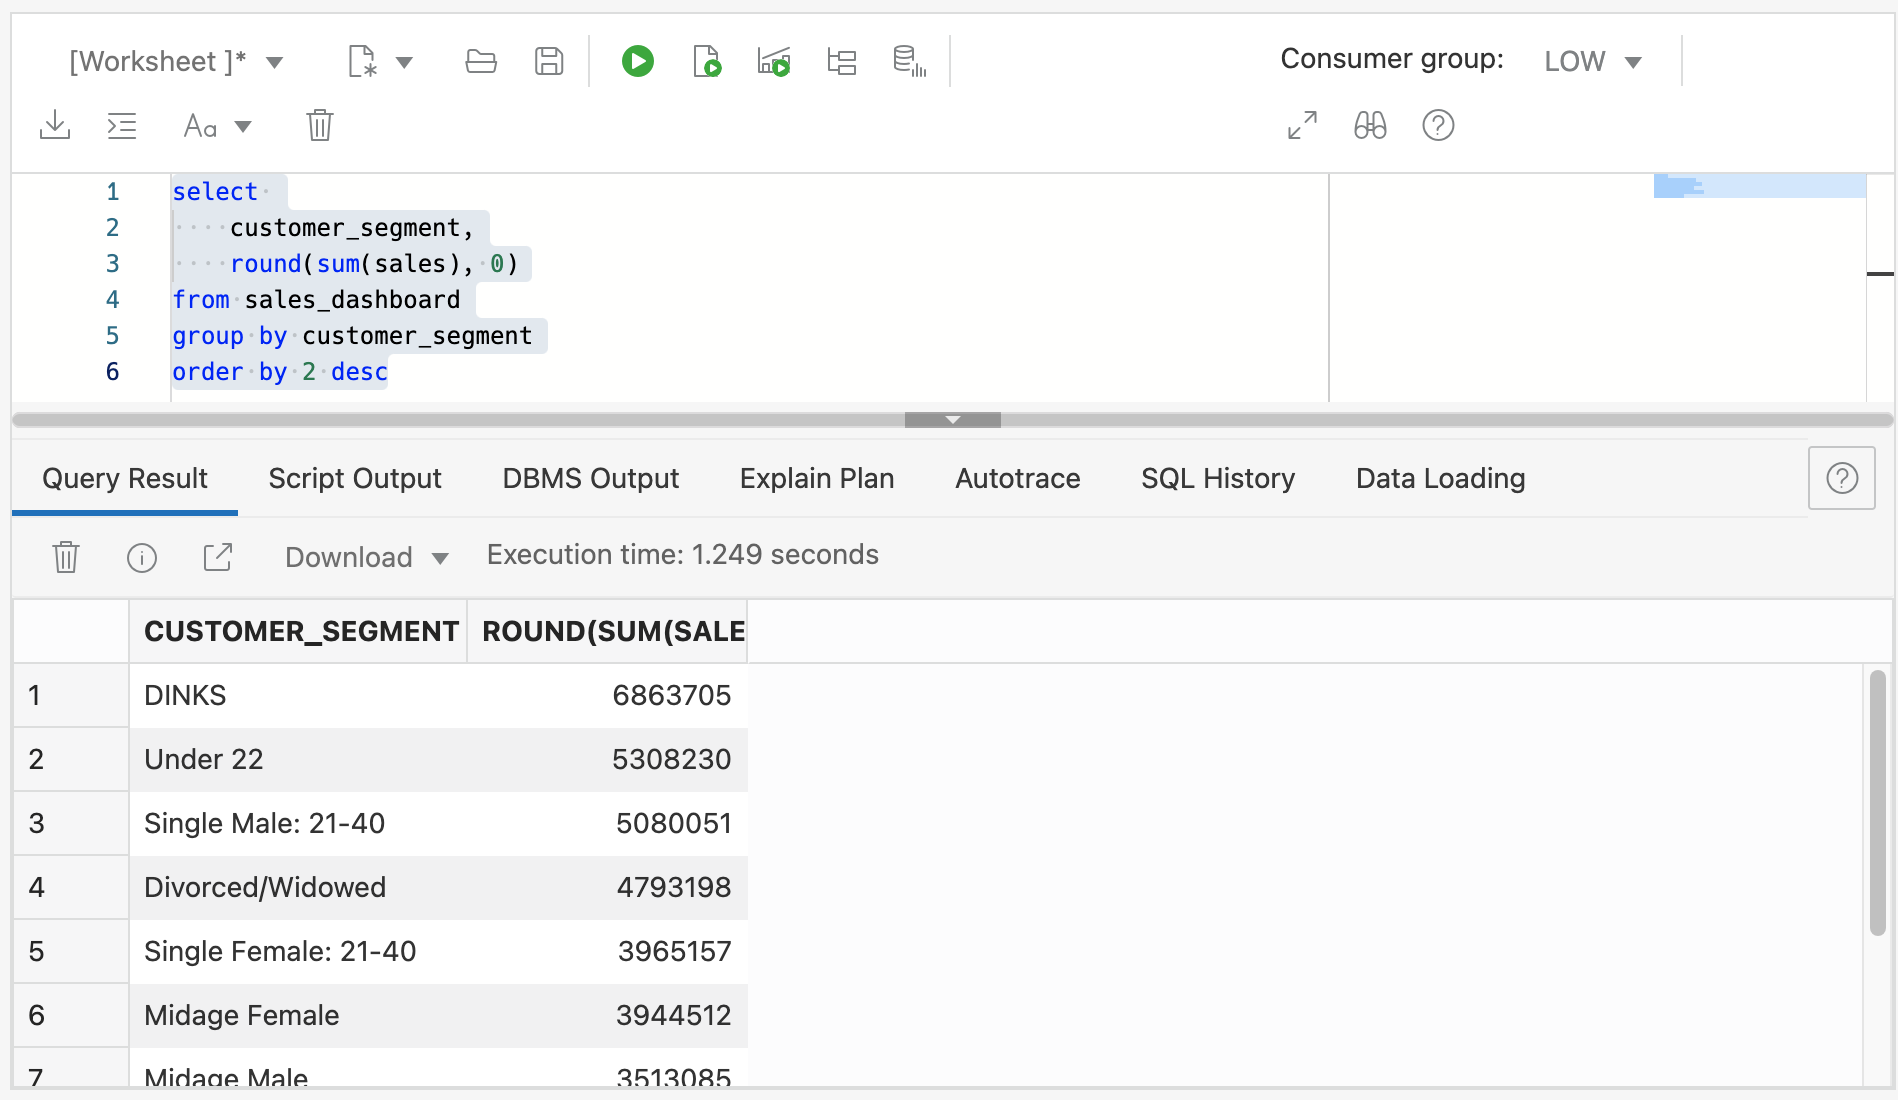 [Worksheet ]*
Consumer group: LOW
Aa
1 select
2 customer_segment,
3 round(sum(sales), 0)
4 from sales_dashboard
5 group by customer_segment
6 order by 2 desc
Query Result Script Output DBMS Output Explain Plan Autotrace SQL History Data Loading
Download Execution time: 1.249 seconds
CUSTOMER_SEGMENT ROUND(SUM(SALE
1 DINKS 6863705
2 Under 22 5308230
3 Single Male: 21-40 5080051
4 Divorced/Widowed 4793198
5 Single Female: 21-40 3965157
6 Midage Female 3944512
7 Midage Male 3513085